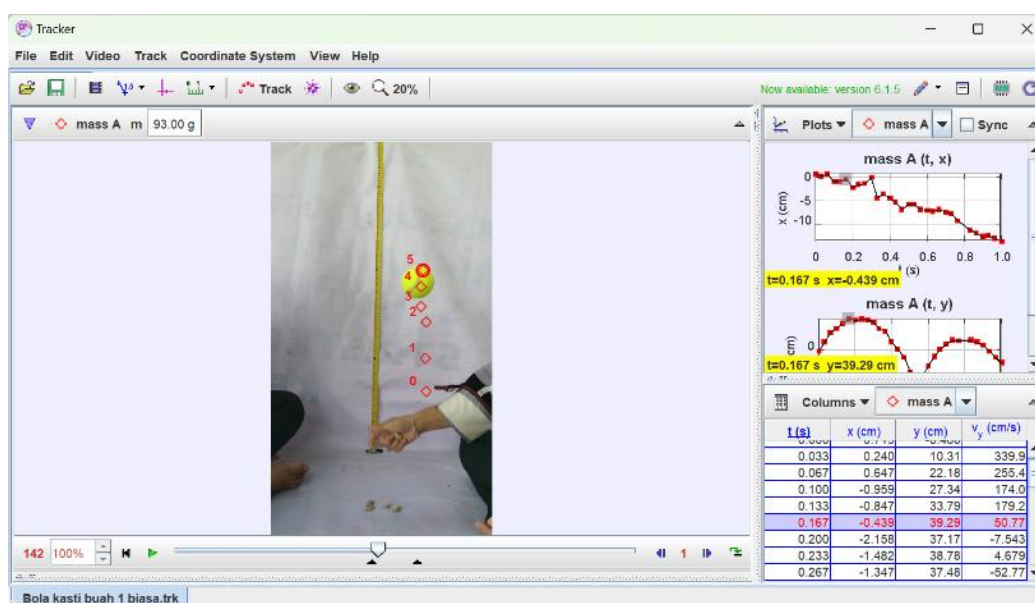 Tracker
File Edit Video Track Coordinate System View Help
Track 20% Now available: version 6.1.5
mass A m 93.00 g
Plots mass A Sync
mass A (t, x)
0
-5
-10
x (cm)
0 0.2 0.4 0.6 0.8 1.0
t (s)
t=0.167 s x=-0.439 cm
mass A (t, y)
0
t=0.167 s y=39.29 cm
5
4
3
2
1
0
Columns mass A
t (s) x (cm) y (cm) vy (cm/s)
0.033 0.240 10.31 339.9
0.067 0.647 22.18 255.4
0.100 -0.959 27.34 174.0
0.133 -0.847 33.79 179.2
0.167 -0.439 39.29 50.77
0.200 -2.158 37.17 -7.543
0.233 -1.482 38.78 4.679
0.267 -1.347 37.48 -52.77
142 100% 1
Bola kasti buah 1 biasa.trk